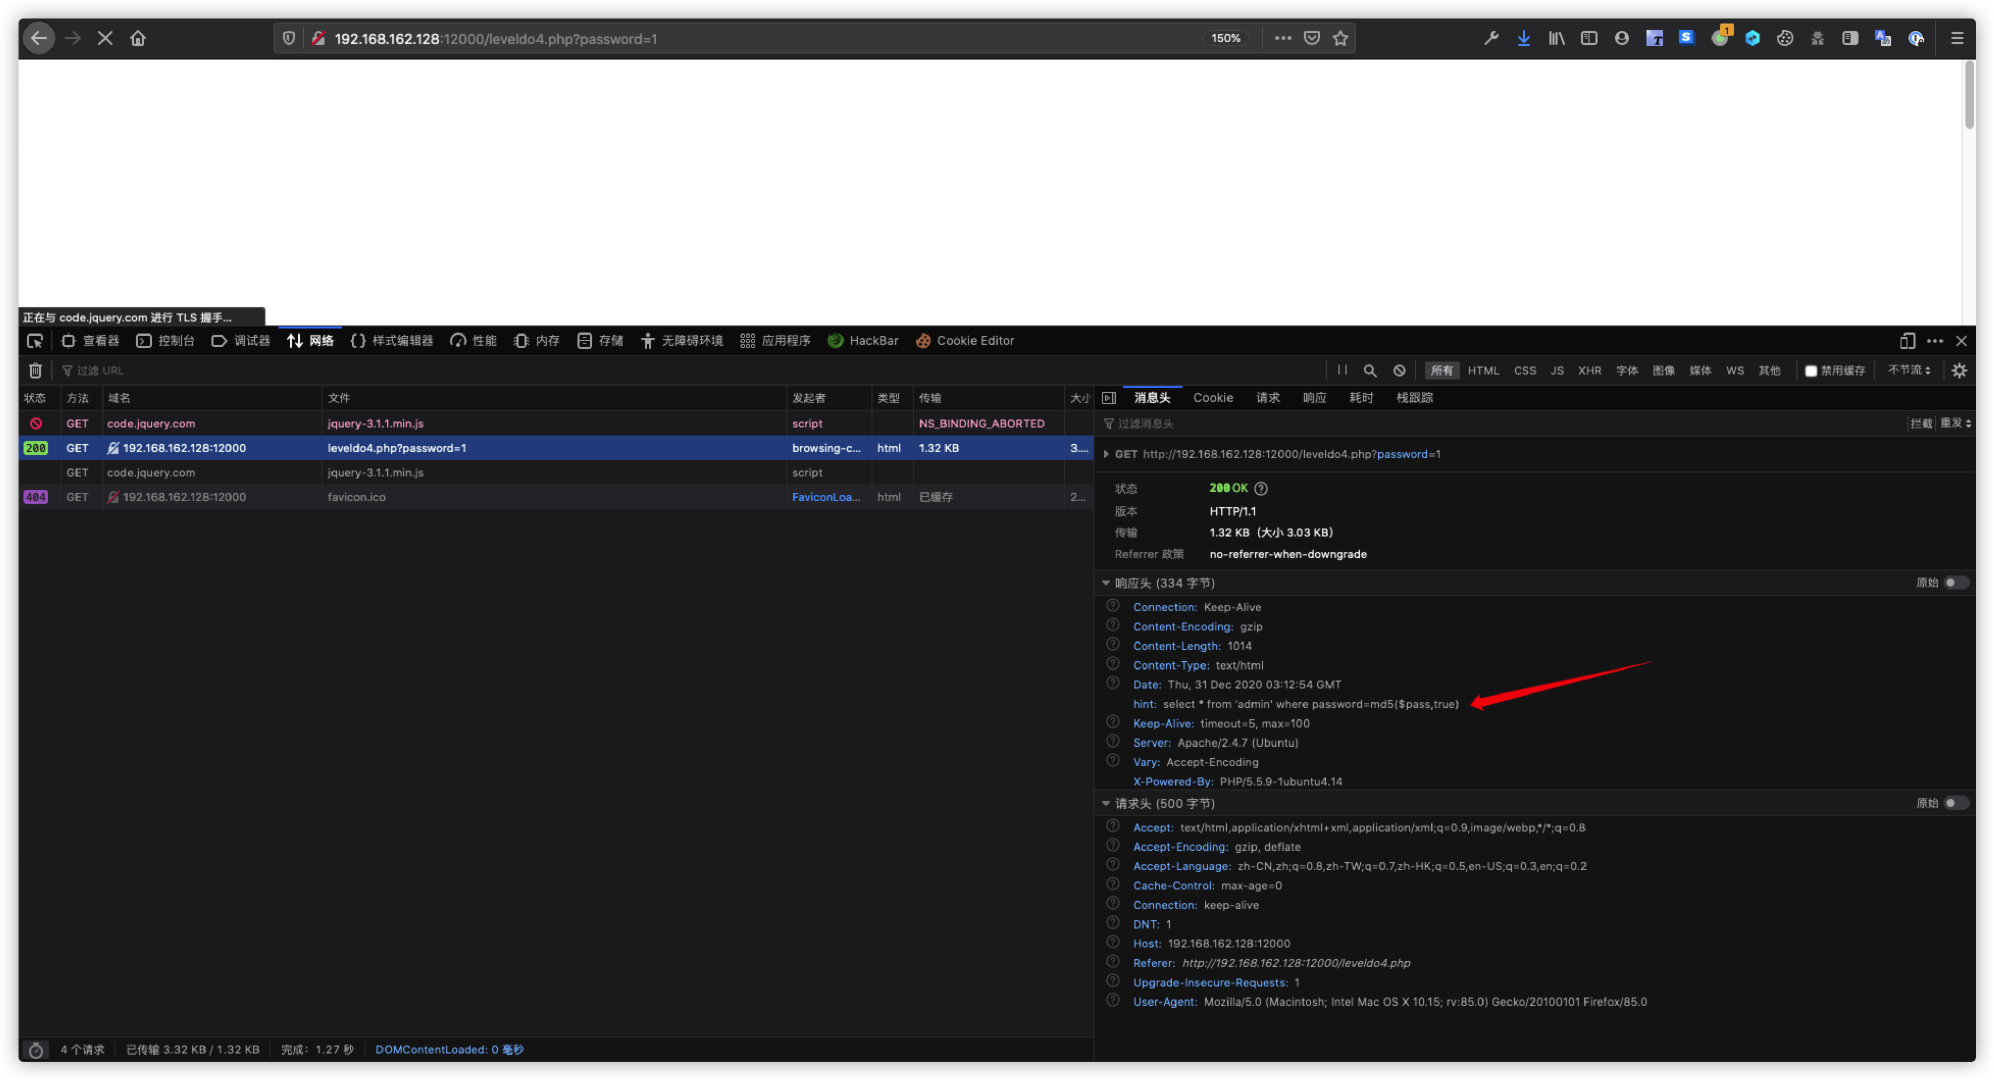 192.168.162.128:12000/leveldo4.php?password=1
150%
1
正在与 code.jquery.com 进行 TLS 握手...
查看器 控制台 调试器 网络 样式编辑器 性能 内存 存储 无障碍环境 应用程序 HackBar Cookie Editor
过滤 URL
所有 HTML CSS JS XHR 字体 图像 媒体 WS 其他 禁用缓存 不节流
状态 方法 域名 文件 发起者 类型 传输 大小
GET code.jquery.com jquery-3.1.1.min.js script NS_BINDING_ABORTED
200 GET 192.168.162.128:12000 leveldo4.php?password=1 browsing-c... html 1.32 KB 3....
GET code.jquery.com jquery-3.1.1.min.js script
404 GET 192.168.162.128:12000 favicon.ico FaviconLoa... html 已缓存 2...
消息头 Cookie 请求 响应 耗时 栈跟踪
过滤消息头 拦截 重发
GET http://192.168.162.128:12000/leveldo4.php?password=1
状态 200 OK
版本 HTTP/1.1
传输 1.32 KB（大小 3.03 KB）
Referrer 政策 no-referrer-when-downgrade
响应头 (334 字节) 原始
Connection: Keep-Alive
Content-Encoding: gzip
Content-Length: 1014
Content-Type: text/html
Date: Thu, 31 Dec 2020 03:12:54 GMT
hint: select * from 'admin' where password=md5($pass,true)
Keep-Alive: timeout=5, max=100
Server: Apache/2.4.7 (Ubuntu)
Vary: Accept-Encoding
X-Powered-By: PHP/5.5.9-1ubuntu4.14
请求头 (500 字节) 原始
Accept: text/html,application/xhtml+xml,application/xml;q=0.9,image/webp,*/*;q=0.8
Accept-Encoding: gzip, deflate
Accept-Language: zh-CN,zh;q=0.8,zh-TW;q=0.7,zh-HK;q=0.5,en-US;q=0.3,en;q=0.2
Cache-Control: max-age=0
Connection: keep-alive
DNT: 1
Host: 192.168.162.128:12000
Referer: http://192.168.162.128:12000/leveldo4.php
Upgrade-Insecure-Requests: 1
User-Agent: Mozilla/5.0 (Macintosh; Intel Mac OS X 10.15; rv:85.0) Gecko/20100101 Firefox/85.0
4 个请求 已传输 3.32 KB / 1.32 KB 完成：1.27 秒 DOMContentLoaded: 0 毫秒